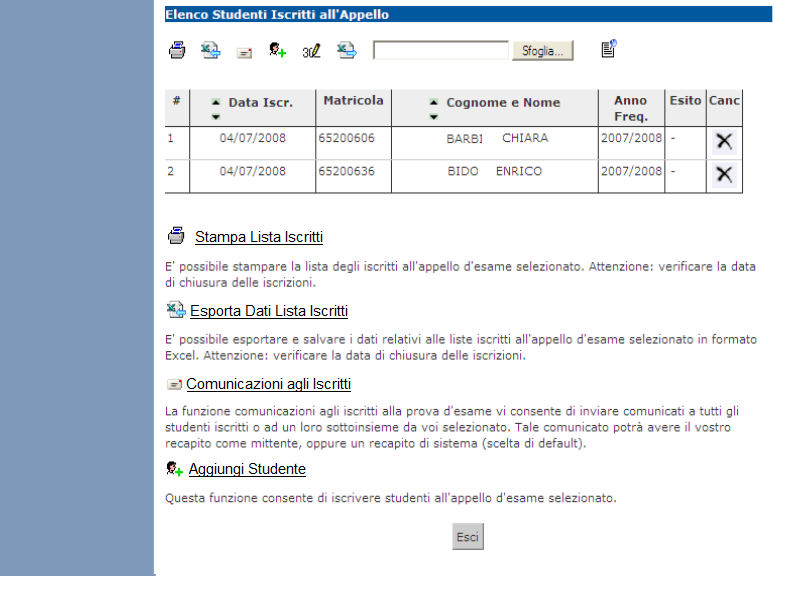 Elenco Studenti Iscritti all'Appello
30L Sfoglia...
# Data Iscr. Matricola Cognome e Nome Anno Freq. Esito Canc
1 04/07/2008 65200606 BARBI CHIARA 2007/2008 -
2 04/07/2008 65200636 BIDO ENRICO 2007/2008 -
Stampa Lista Iscritti
E' possibile stampare la lista degli iscritti all'appello d'esame selezionato. Attenzione: verificare la data
di chiusura delle iscrizioni.
Esporta Dati Lista Iscritti
E' possibile esportare e salvare i dati relativi alle liste iscritti all'appello d'esame selezionato in formato
Excel. Attenzione: verificare la data di chiusura delle iscrizioni.
Comunicazioni agli Iscritti
La funzione comunicazioni agli iscritti alla prova d'esame vi consente di inviare comunicati a tutti gli
studenti iscritti o ad un loro sottoinsieme da voi selezionato. Tale comunicato potrà avere il vostro
recapito come mittente, oppure un recapito di sistema (scelta di default).
Aggiungi Studente
Questa funzione consente di iscrivere studenti all'appello d'esame selezionato.
Esci